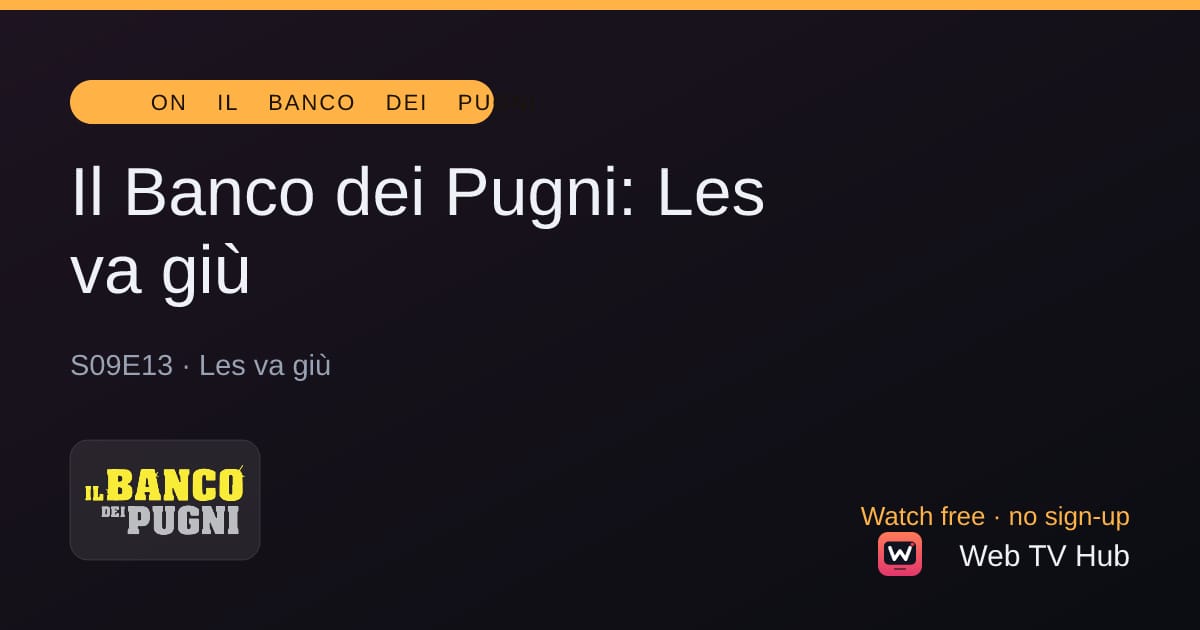 ON IL BANCO DEI PUGNI
Il Banco dei Pugni: Les
va giù
S09E13 · Les va giù
IL BANCO
DEI PUGNI
Watch free · no sign-up
W
Web TV Hub